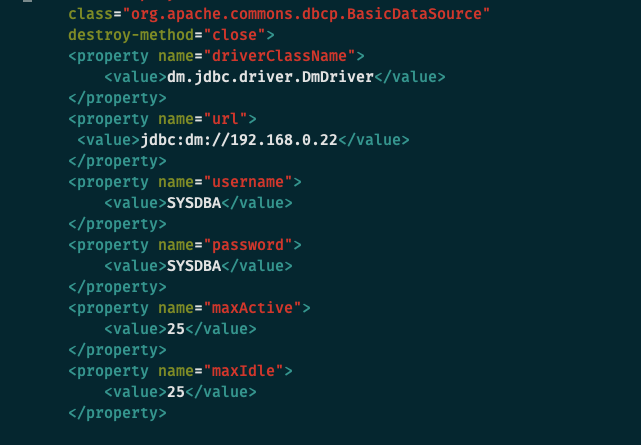 class="org.apache.commons.dbcp.BasicDataSource"
destroy-method="close">
<property name="driverClassName">
<value>dm.jdbc.driver.DmDriver</value>
</property>
<property name="url">
<value>jdbc:dm://192.168.0.22</value>
</property>
<property name="username">
<value>SYSDBA</value>
</property>
<property name="password">
<value>SYSDBA</value>
</property>
<property name="maxActive">
<value>25</value>
</property>
<property name="maxIdle">
<value>25</value>
</property>